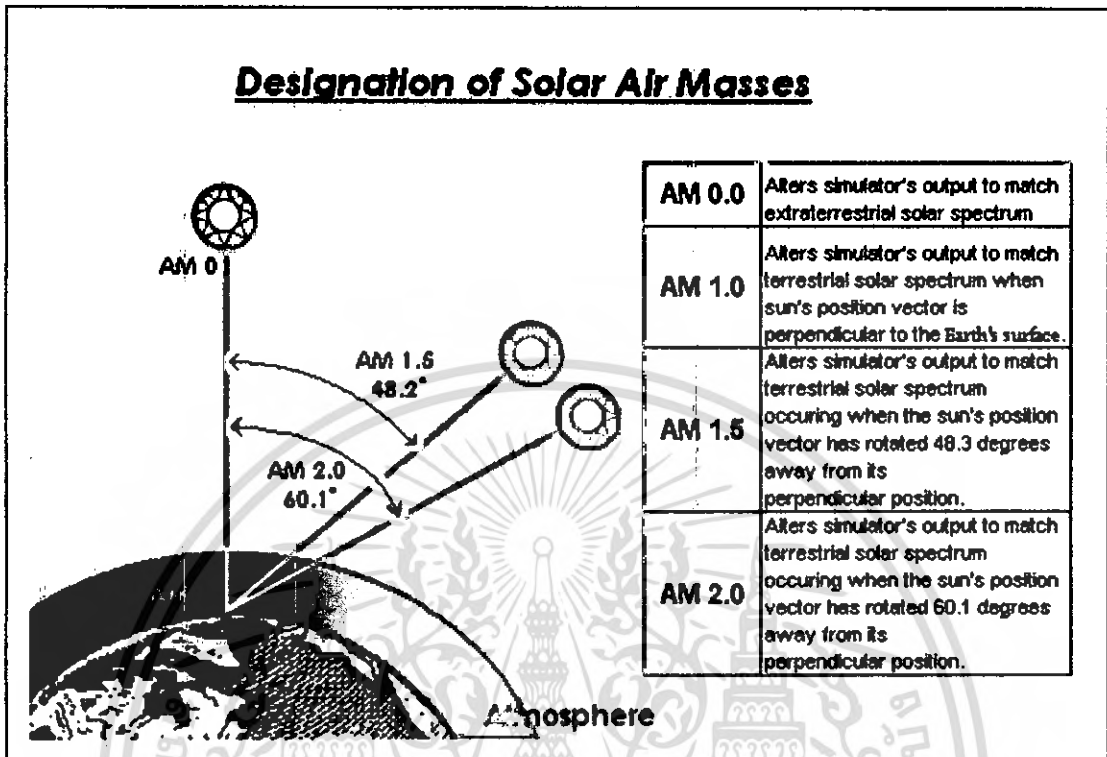 Designation of Solar Air Masses
AM 0
AM 1.5
48.2°
AM 2.0
60.1°
Atmosphere
AM 0.0
Alters simulator's output to match
extraterrestrial solar spectrum
AM 1.0
Alters simulator's output to match
terrestrial solar spectrum when
sun's position vector is
perpendicular to the Earth's surface.
AM 1.5
Alters simulator's output to match
terrestrial solar spectrum
occuring when the sun's position
vector has rotated 48.3 degrees
away from its
perpendicular position.
AM 2.0
Alters simulator's output to match
terrestrial solar spectrum
occuring when the sun's position
vector has rotated 60.1 degrees
away from its
perpendicular position.